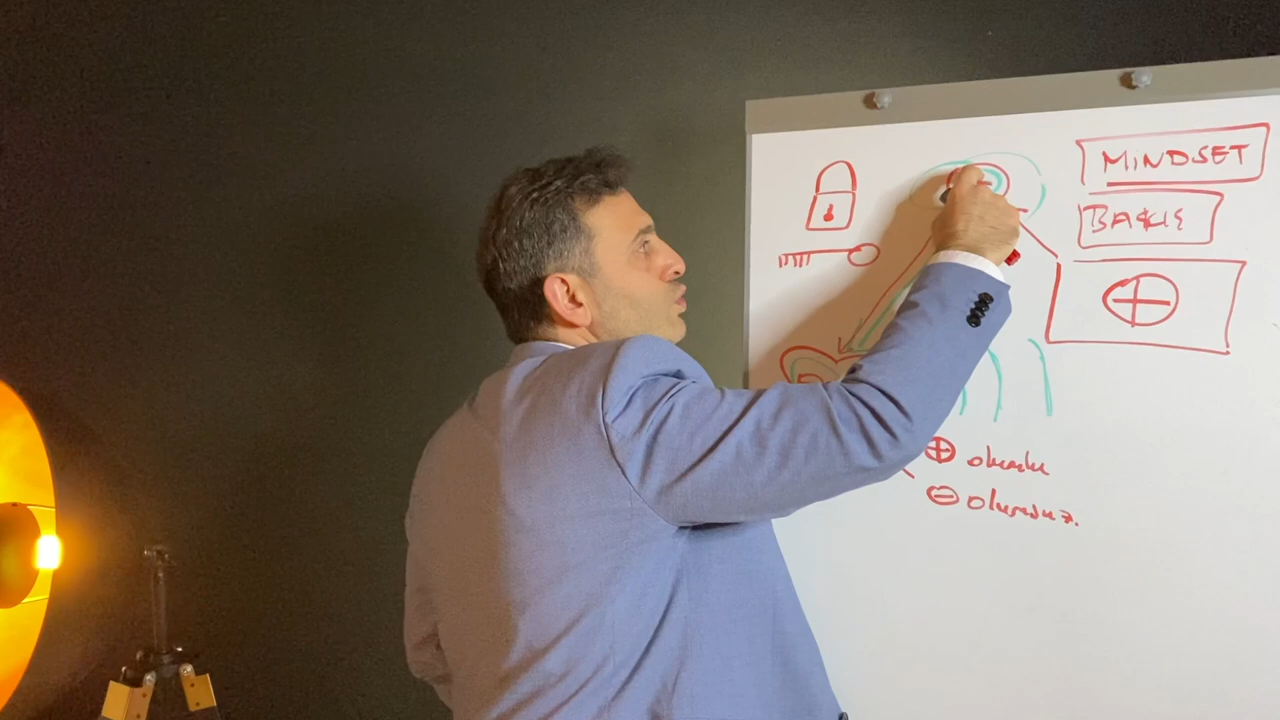 MINDSET
BAKIŞ
⊕
⊕ olumlu
⊖ olumsuz.